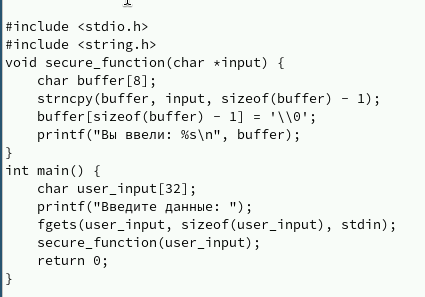 #include <stdio.h>
#include <string.h>
void secure_function(char *input) {
    char buffer[8];
    strncpy(buffer, input, sizeof(buffer) - 1);
    buffer[sizeof(buffer) - 1] = '\\0';
    printf("Вы ввели: %s\n", buffer);
}
int main() {
    char user_input[32];
    printf("Введите данные: ");
    fgets(user_input, sizeof(user_input), stdin);
    secure_function(user_input);
    return 0;
}